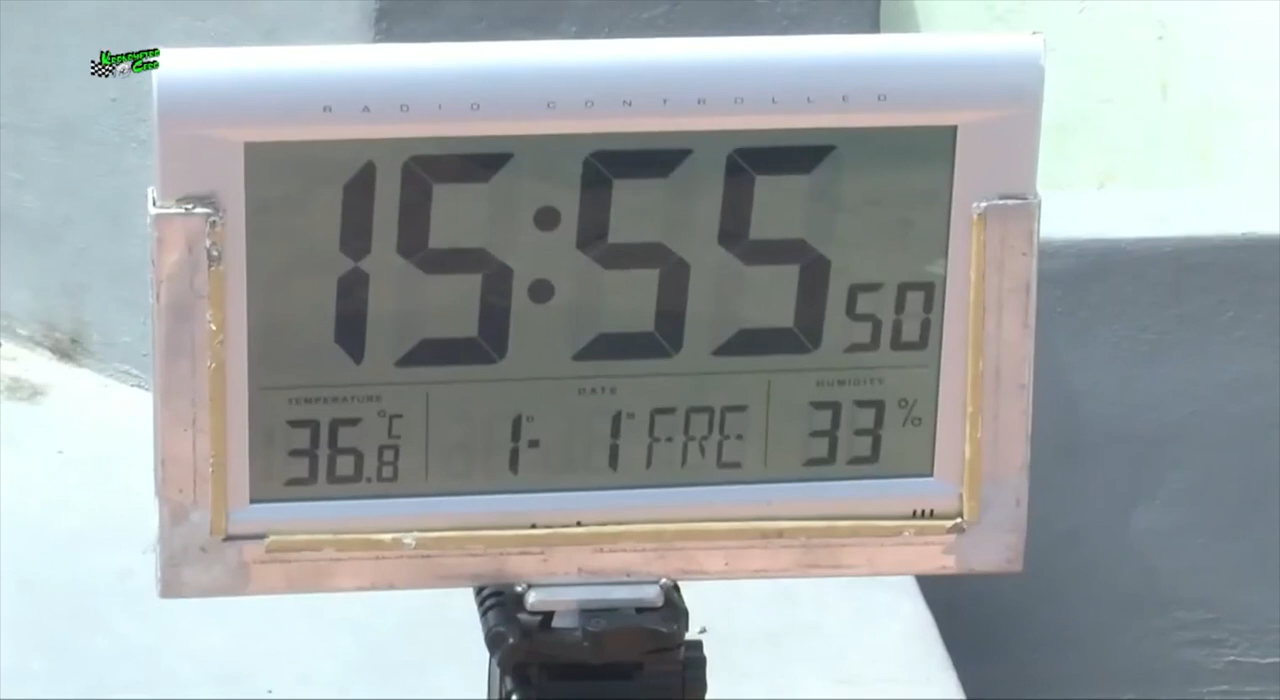 RADIO CONTROLLED
15:55 50
TEMPERATURE DATE HUMIDITY
36.8 °C 1. 1 FRE 33 %